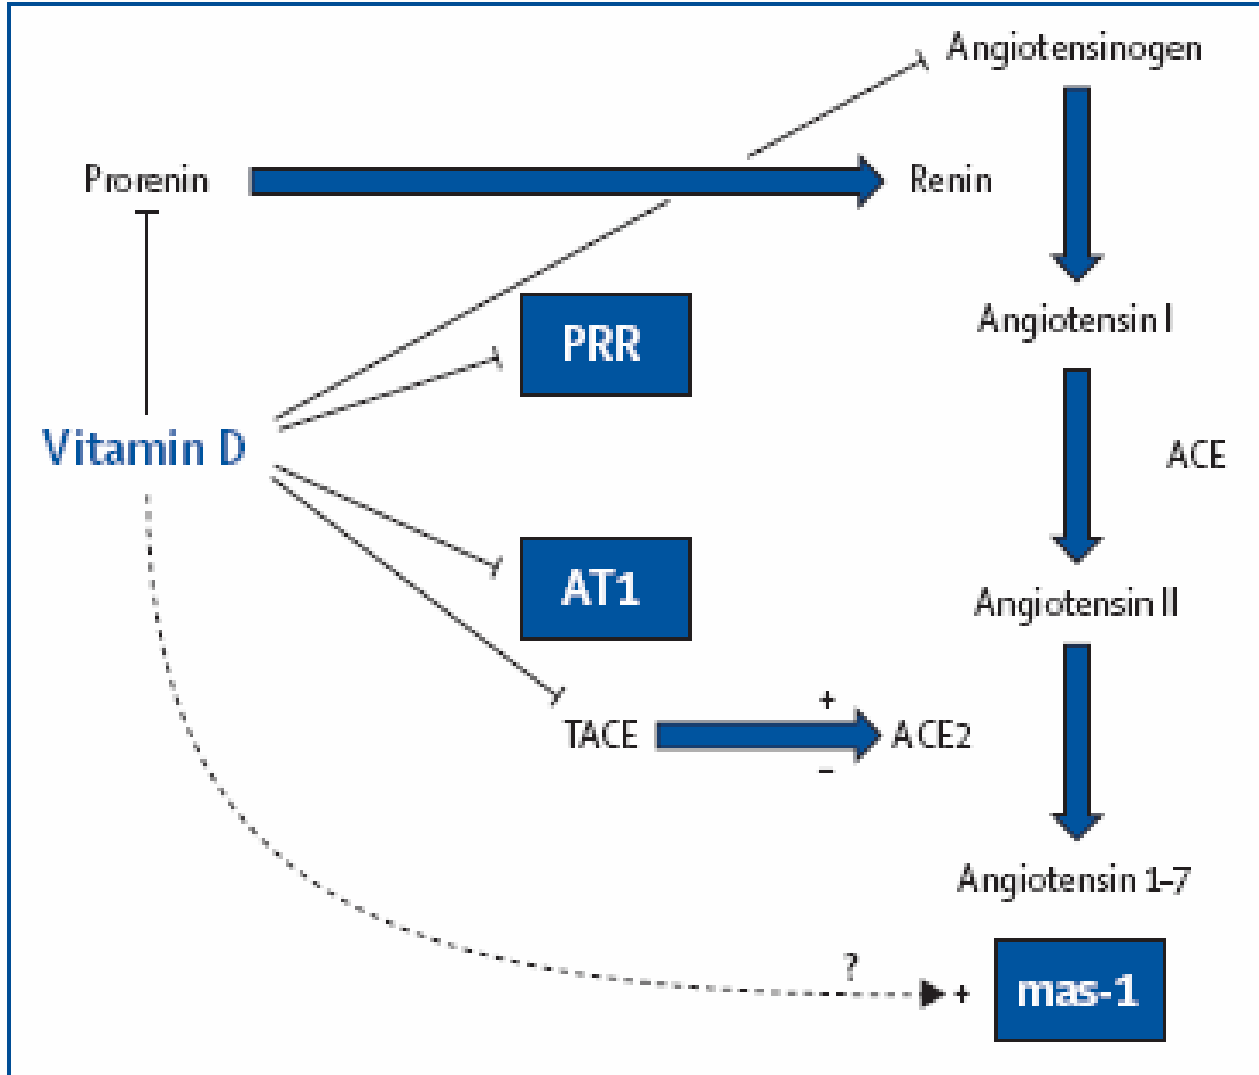 Angiotensinogen
Prorenin
Renin
PRR
Angiotensin I
Vitamin D
ACE
AT1
Angiotensin II
+
TACE
ACE2
–
Angiotensin 1–7
?
+
mas-1